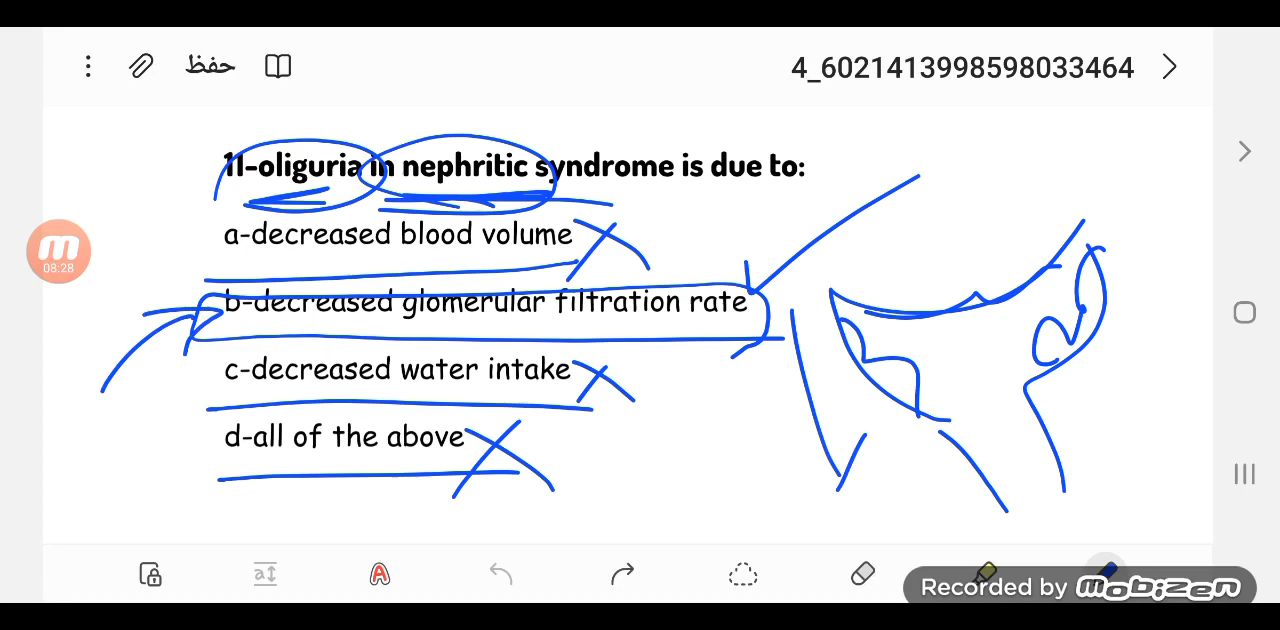 حفظ
4_6021413998598033464
11-oliguria in nephritic syndrome is due to:
a-decreased blood volume
b-decreased glomerular filtration rate
c-decreased water intake
d-all of the above
08:28
Recorded by mobizen